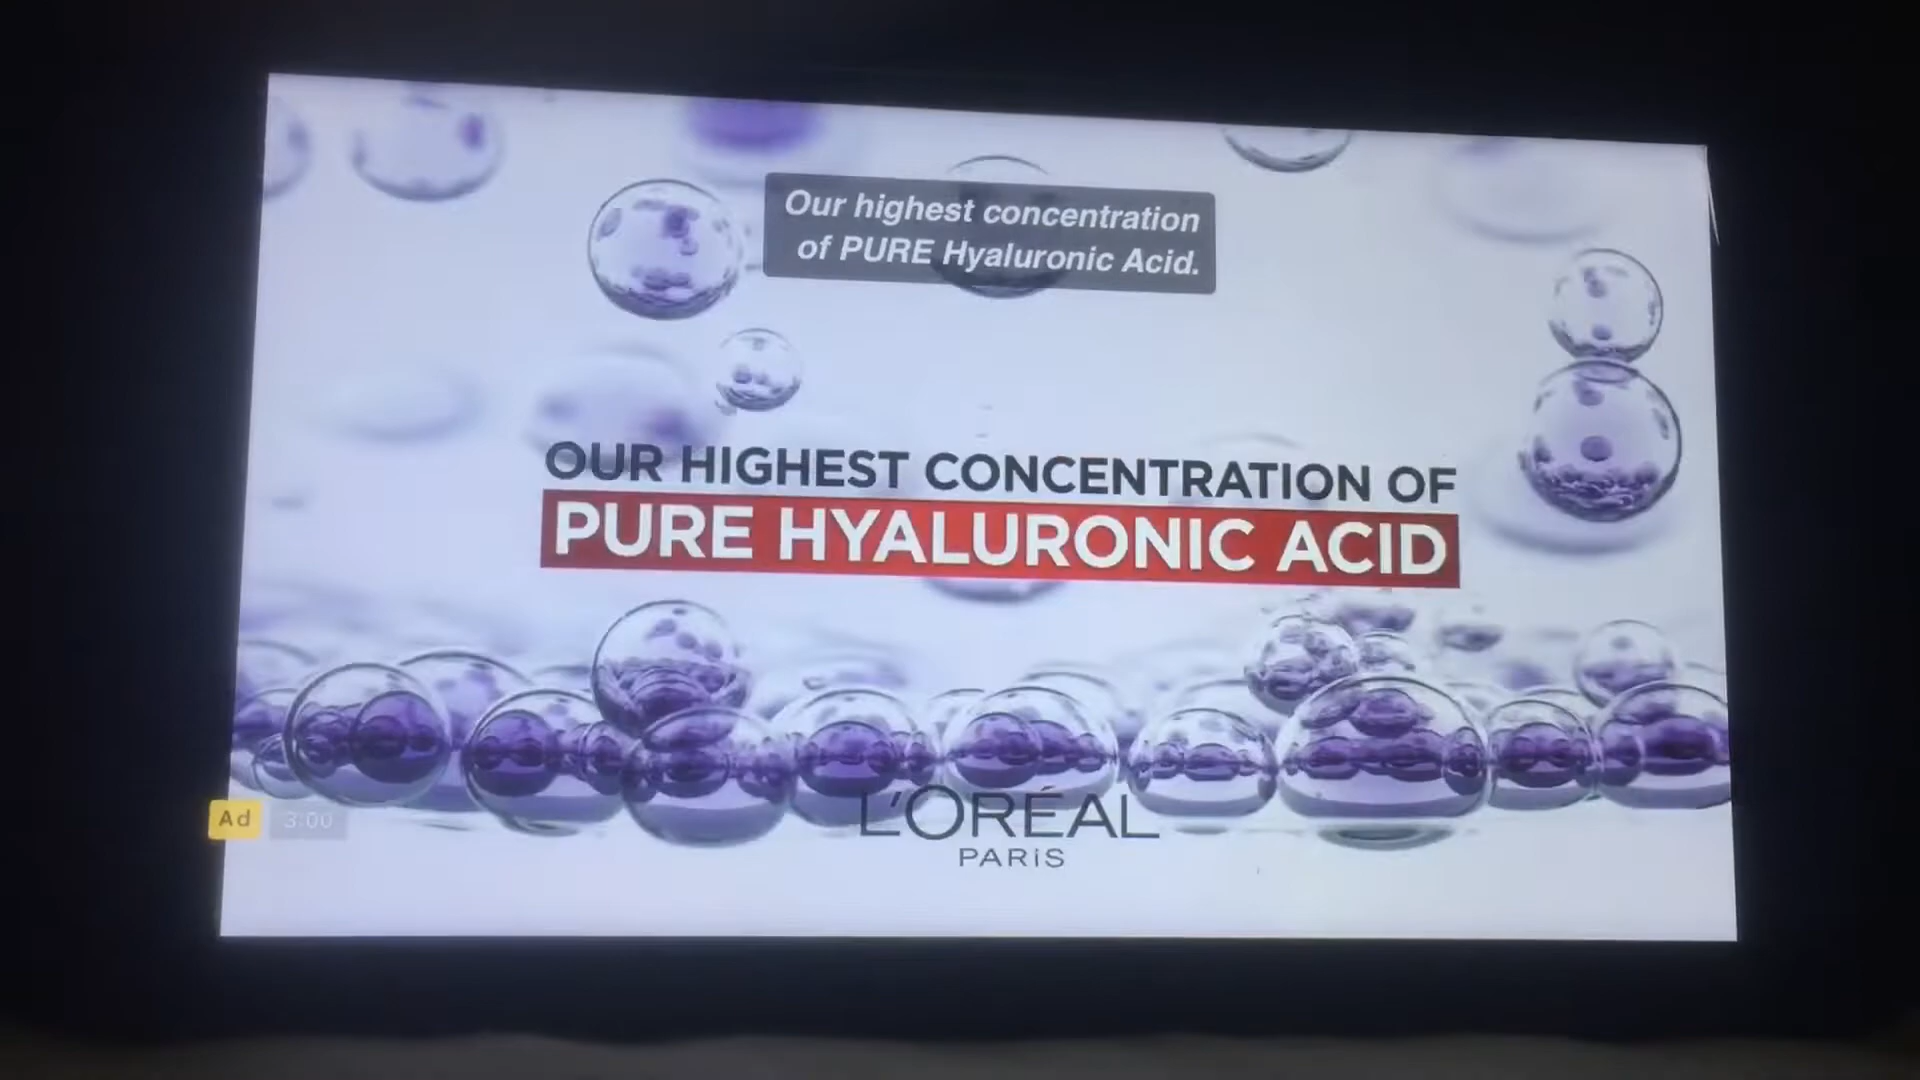 Our highest concentration
of PURE Hyaluronic Acid.
OUR HIGHEST CONCENTRATION OF
PURE HYALURONIC ACID
Ad 3:00
L'ORÉAL
PARiS